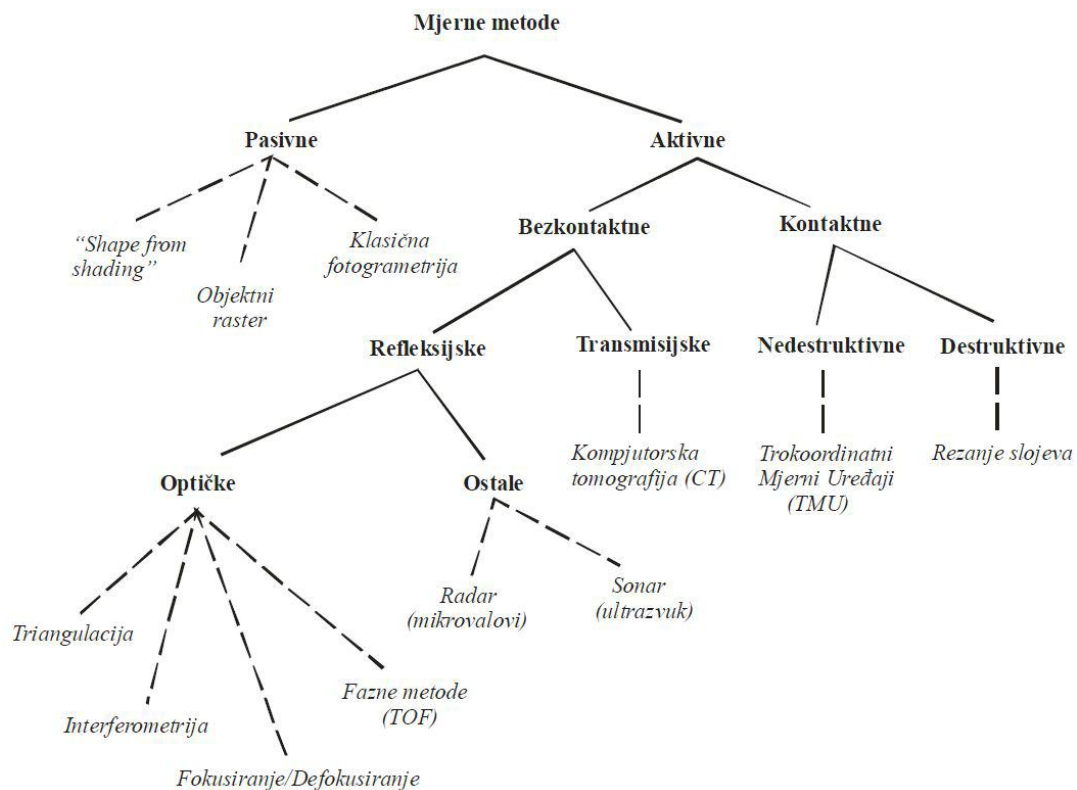 Mjerne metode
Pasivne
Aktivne
“Shape from
shading”
Objektni
raster
Klasična
fotogrametrija
Bezkontaktne
Kontaktne
Refleksijske
Transmisijske
Nedestruktivne
Destruktivne
Kompjutorska
tomografija (CT)
Trokoordinatni
Mjerni Uređaji
(TMU)
Rezanje slojeva
Optičke
Ostale
Radar
(mikrovalovi)
Sonar
(ultrazvuk)
Triangulacija
Interferometrija
Fokusiranje/Defokusiranje
Fazne metode
(TOF)